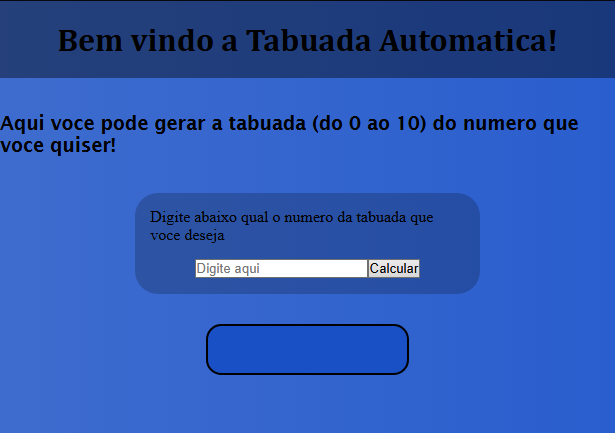 Bem vindo a Tabuada Automatica!
Aqui voce pode gerar a tabuada (do 0 ao 10) do numero que
voce quiser!
Digite abaixo qual o numero da tabuada que
voce deseja
Digite aqui Calcular